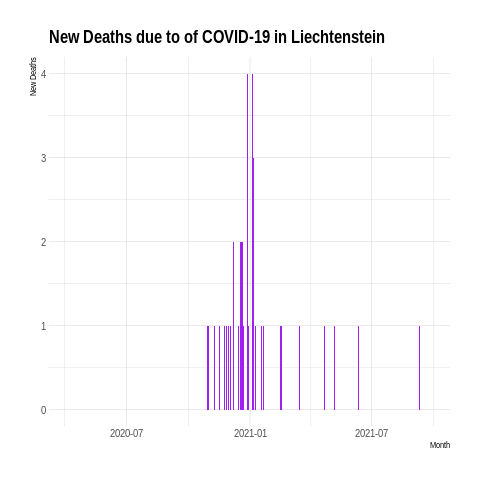 New Deaths due to of COVID-19 in Liechtenstein
New Deaths
4
3
2
1
0
2020-07
2021-01
2021-07
Month